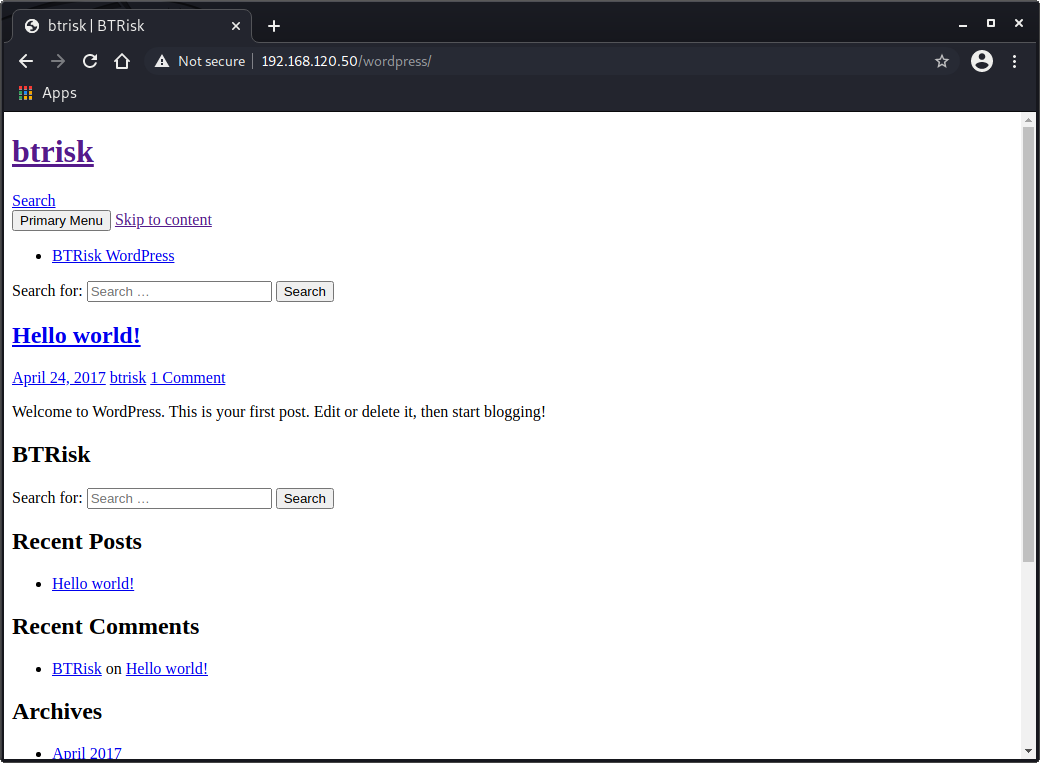 btrisk | BTRisk
Not secure 192.168.120.50/wordpress/
Apps
btrisk
Search
Primary Menu Skip to content
BTRisk WordPress
Search for: Search … Search
Hello world!
April 24, 2017 btrisk 1 Comment
Welcome to WordPress. This is your first post. Edit or delete it, then start blogging!
BTRisk
Search for: Search … Search
Recent Posts
Hello world!
Recent Comments
BTRisk on Hello world!
Archives
April 2017